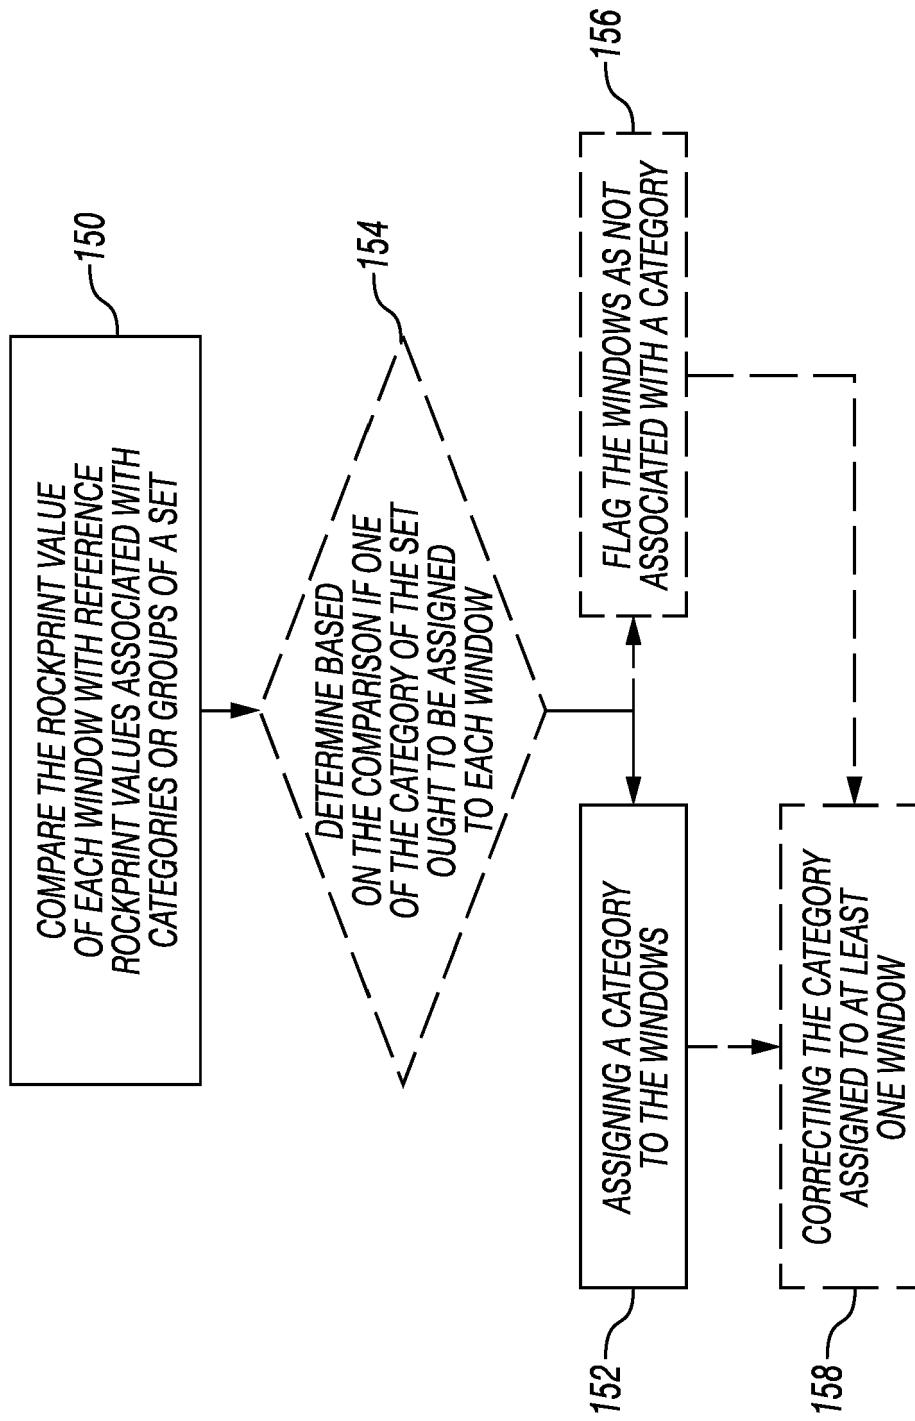 COMPARE THE ROCKPRINT VALUE
OF EACH WINDOW WITH REFERENCE
ROCKPRINT VALUES ASSOCIATED WITH
CATEGORIES OR GROUPS OF A SET
150
DETERMINE BASED
ON THE COMPARISON IF ONE
OF THE CATEGORY OF THE SET
OUGHT TO BE ASSIGNED
TO EACH WINDOW
154
152
ASSIGNING A CATEGORY
TO THE WINDOWS
FLAG THE WINDOWS AS NOT
ASSOCIATED WITH A CATEGORY
156
158
CORRECTING THE CATEGORY
ASSIGNED TO AT LEAST
ONE WINDOW